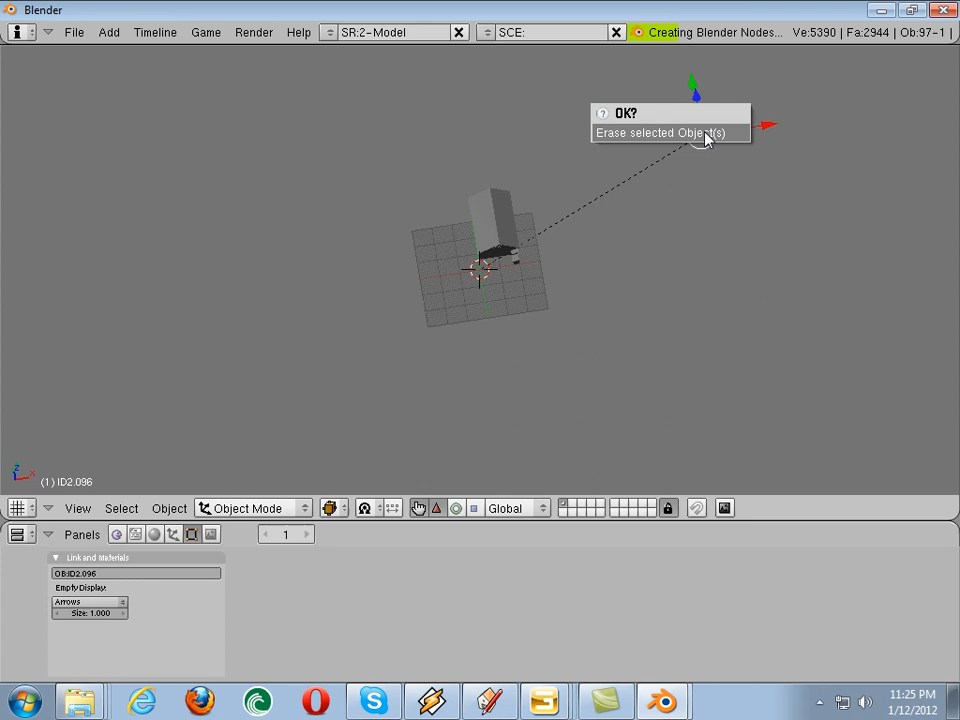 Blender
File Add Timeline Game Render Help SR:2-Model SCE: Creating Blender Nodes... Ve:5390 | Fa:2944 | Ob:97-1 |
OK?
Erase selected Object(s)
z x
(1) ID2.096
View Select Object Object Mode Global
Panels 1
Link and Materials
OB:ID2.096
Empty Display:
Arrows
Size: 1.000
11:25 PM
1/12/2012